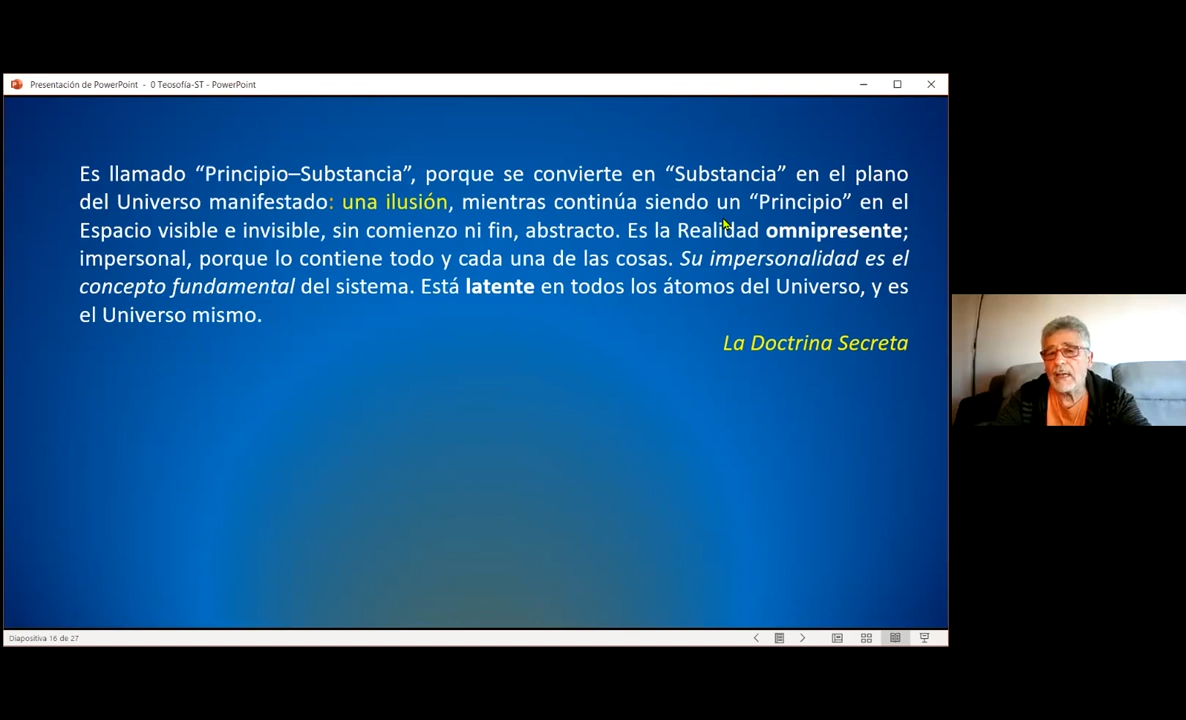 Presentación de PowerPoint - 0 Teosofía-ST - PowerPoint
Es llamado “Principio–Substancia”, porque se convierte en “Substancia” en el plano
del Universo manifestado: una ilusión, mientras continúa siendo un “Principio” en el
Espacio visible e invisible, sin comienzo ni fin, abstracto. Es la Realidad omnipresente;
impersonal, porque lo contiene todo y cada una de las cosas. Su impersonalidad es el
concepto fundamental del sistema. Está latente en todos los átomos del Universo, y es
el Universo mismo.
La Doctrina Secreta
Diapositiva 16 de 27